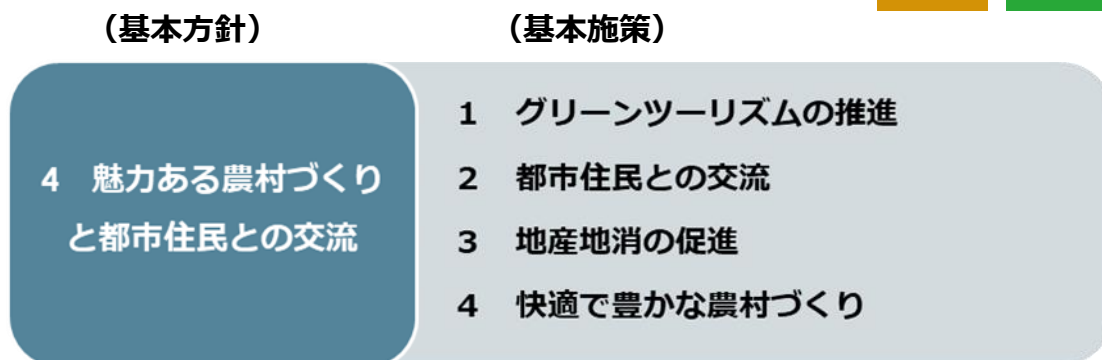 （基本方針）
（基本施策）
4　魅力ある農村づくり
と都市住民との交流
1　グリーンツーリズムの推進
2　都市住民との交流
3　地産地消の促進
4　快適で豊かな農村づくり